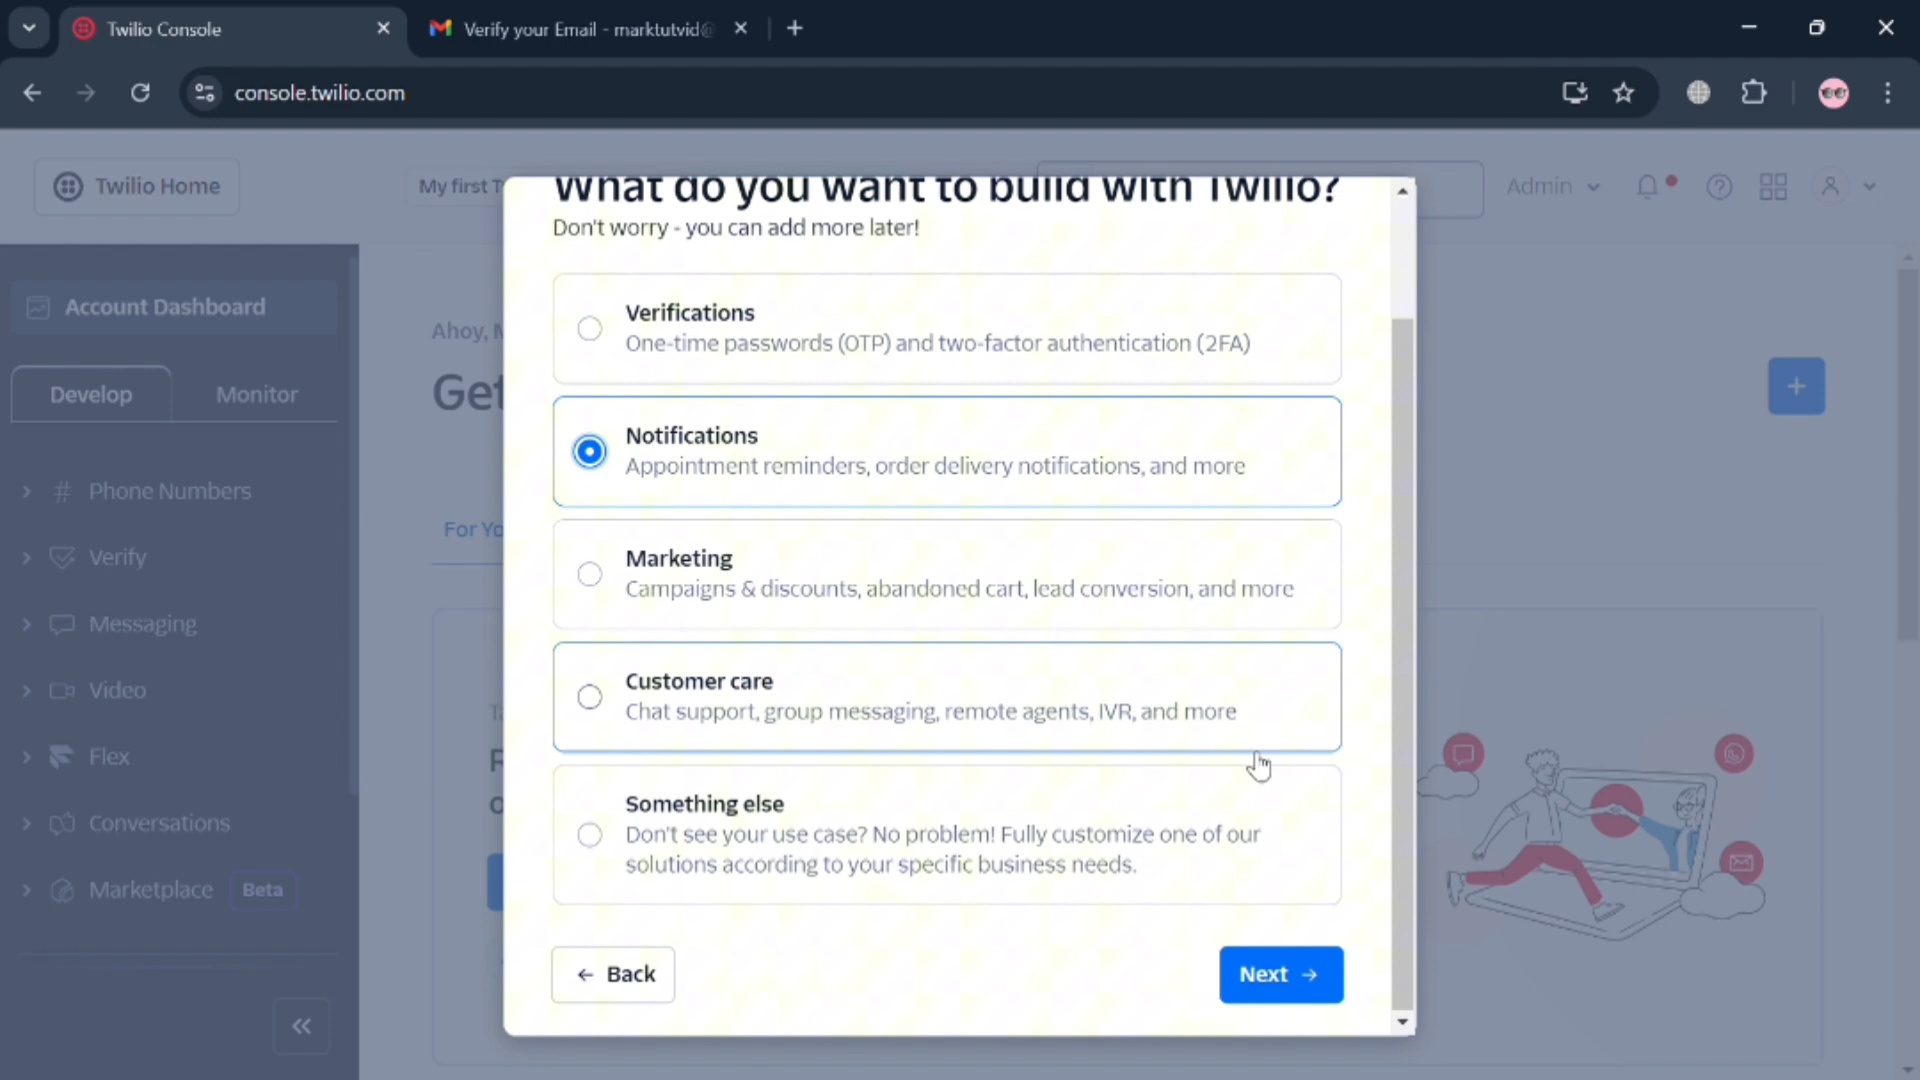 Twilio Console
Verify your Email - marktutvid@
console.twilio.com
Twilio Home
My first T
Admin
What do you want to build with Twilio?
Don't worry - you can add more later!
Account Dashboard
Ahoy, M
Develop
Monitor
Get
Verifications
One-time passwords (OTP) and two-factor authentication (2FA)
Notifications
Appointment reminders, order delivery notifications, and more
Phone Numbers
For Yo
Verify
Marketing
Campaigns & discounts, abandoned cart, lead conversion, and more
Messaging
Customer care
Chat support, group messaging, remote agents, IVR, and more
Video
Flex
Something else
Don't see your use case? No problem! Fully customize one of our
solutions according to your specific business needs.
Conversations
Marketplace Beta
Back
Next